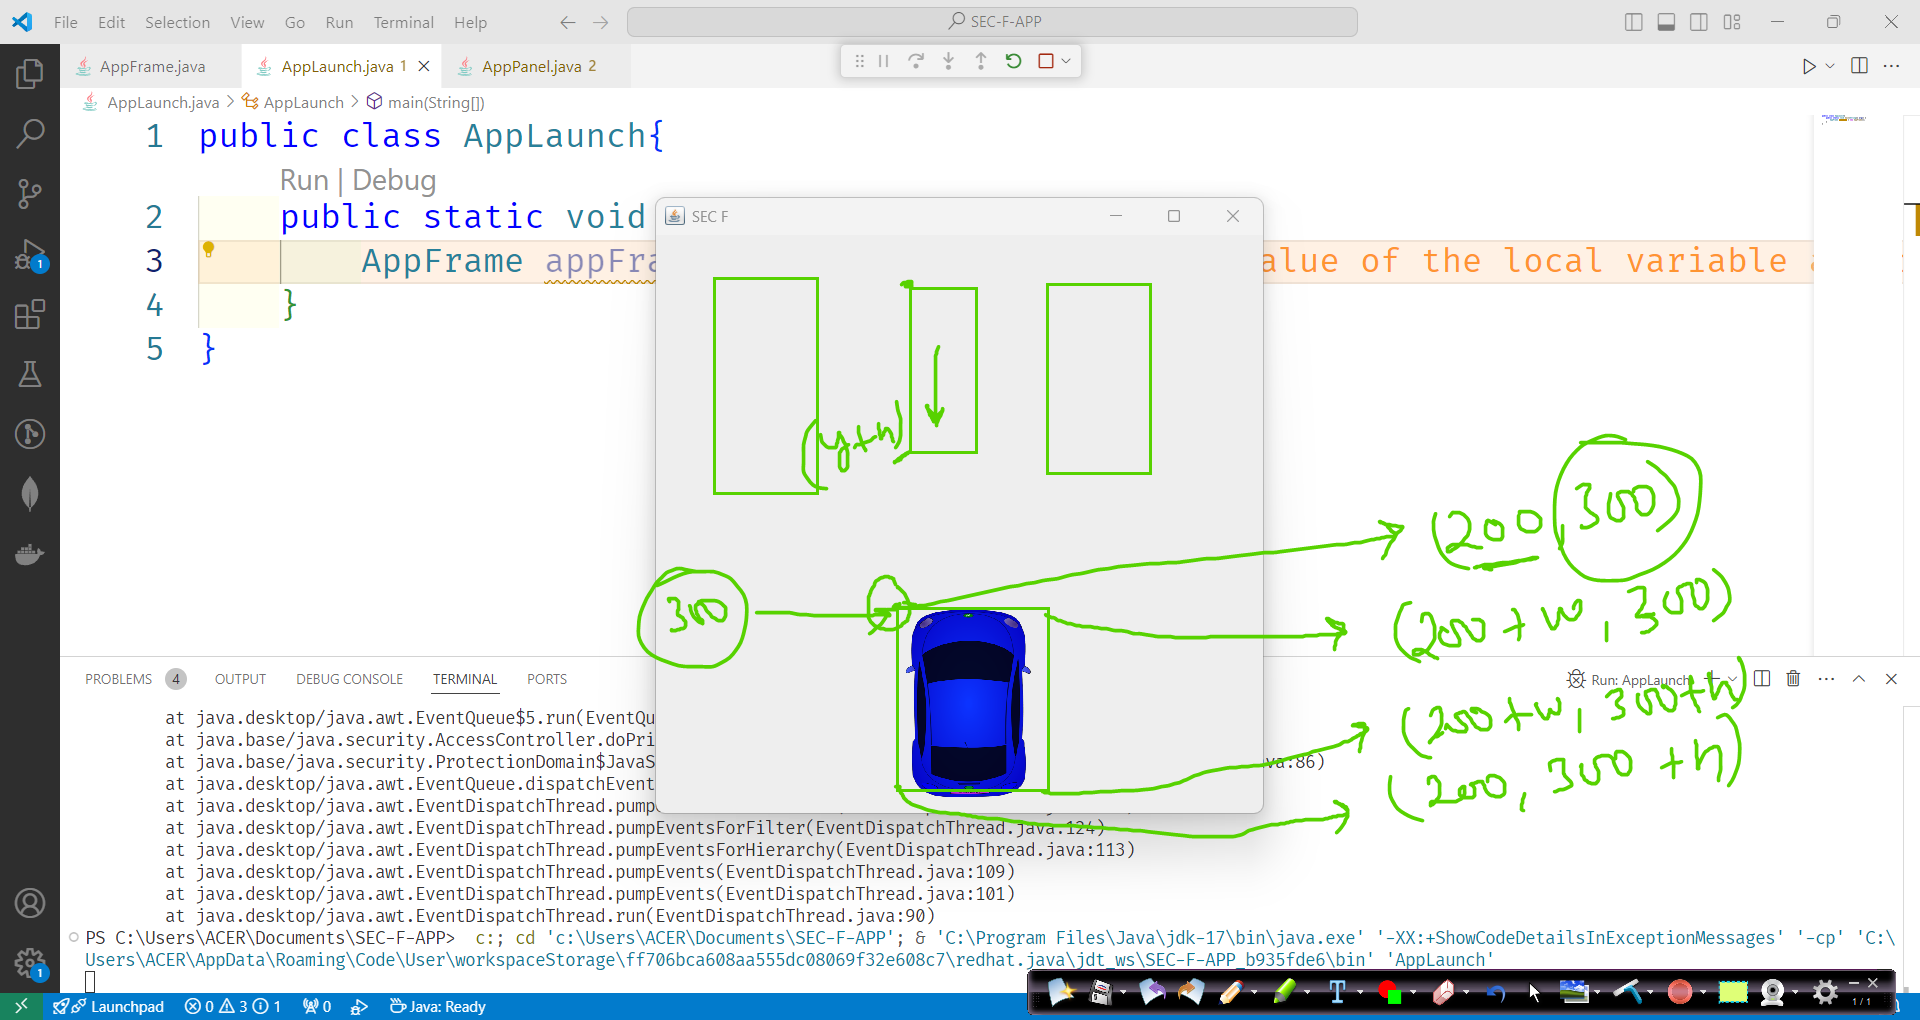 File Edit Selection View Go Run Terminal Help
SEC-F-APP
AppFrame.java
AppLaunch.java 1
AppPanel.java 2
AppLaunch.java > AppLaunch > main(String[])
1 public class AppLaunch{
Run | Debug
2 public static void
3 AppFrame appFra
alue of the local variable a
4 }
5 }
SEC F
(y+h)
(200, 300)
300
(200+w, 300)
(200+w, 300+h)
(200, 300+h)
PROBLEMS 4 OUTPUT DEBUG CONSOLE TERMINAL PORTS
Run: AppLaunch
at java.desktop/java.awt.EventQueue$5.run(EventQu
at java.base/java.security.AccessController.doPri
at java.base/java.security.ProtectionDomain$JavaS
va:86)
at java.desktop/java.awt.EventQueue.dispatchEvent
at java.desktop/java.awt.EventDispatchThread.pump
at java.desktop/java.awt.EventDispatchThread.pumpEventsForFilter(EventDispatchThread.java:124)
at java.desktop/java.awt.EventDispatchThread.pumpEventsForHierarchy(EventDispatchThread.java:113)
at java.desktop/java.awt.EventDispatchThread.pumpEvents(EventDispatchThread.java:109)
at java.desktop/java.awt.EventDispatchThread.pumpEvents(EventDispatchThread.java:101)
at java.desktop/java.awt.EventDispatchThread.run(EventDispatchThread.java:90)
PS C:\Users\ACER\Documents\SEC-F-APP> c:; cd 'c:\Users\ACER\Documents\SEC-F-APP'; & 'C:\Program Files\Java\jdk-17\bin\java.exe' '-XX:+ShowCodeDetailsInExceptionMessages' '-cp' 'C:\
Users\ACER\AppData\Roaming\Code\User\workspaceStorage\ff706bca608aa555dc08069f32e608c7\redhat.java\jdt_ws\SEC-F-APP_b935fde6\bin' 'AppLaunch'
1
1
Launchpad 0 3 1 0 Java: Ready
T
1/1